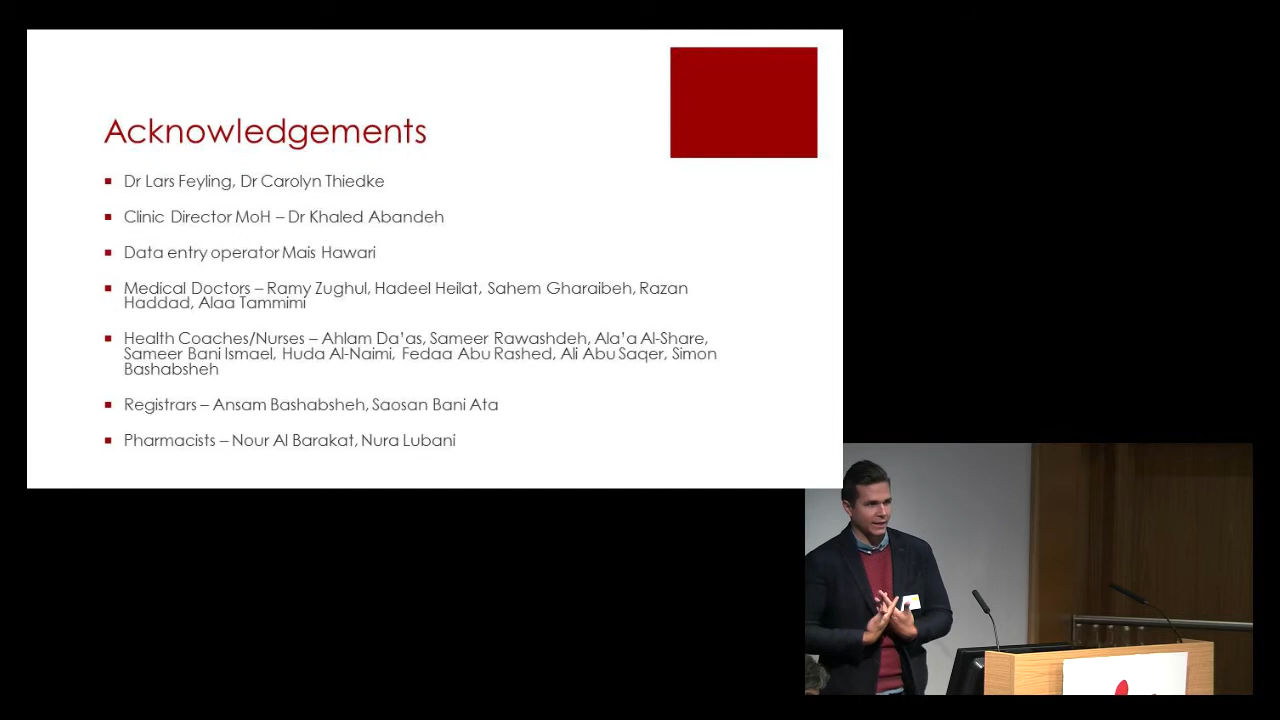 Acknowledgements
Dr Lars Feyling, Dr Carolyn Thiedke
Clinic Director MoH – Dr Khaled Abandeh
Data entry operator Mais Hawari
Medical Doctors – Ramy Zughul, Hadeel Heilat, Sahem Gharaibeh, Razan
Haddad, Alaa Tammimi
Health Coaches/Nurses – Ahlam Da'as, Sameer Rawashdeh, Ala'a Al-Share,
Sameer Bani Ismael, Huda Al-Naimi, Fedaa Abu Rashed, Ali Abu Saqer, Simon
Bashabsheh
Registrars – Ansam Bashabsheh, Saosan Bani Ata
Pharmacists – Nour Al Barakat, Nura Lubani